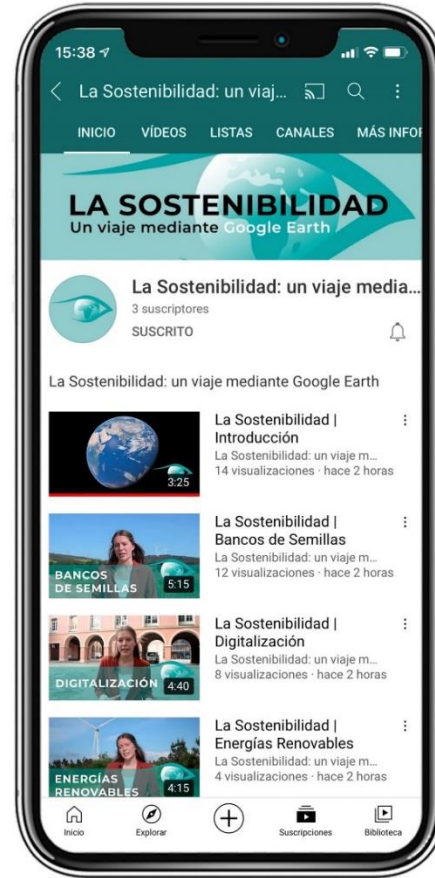 15:38
La Sostenibilidad: un viaj...
INICIO VÍDEOS LISTAS CANALES MÁS INFOR
LA SOSTENIBILIDAD
Un viaje mediante Google Earth
La Sostenibilidad: un viaje media...
3 suscriptores
SUSCRITO
La Sostenibilidad: un viaje mediante Google Earth
3:25
La Sostenibilidad |
Introducción
La Sostenibilidad: un viaje m...
14 visualizaciones · hace 2 horas
BANCOS
DE SEMILLAS
5:15
La Sostenibilidad |
Bancos de Semillas
La Sostenibilidad: un viaje m...
12 visualizaciones · hace 2 horas
DIGITALIZACIÓN
4:40
La Sostenibilidad |
Digitalización
La Sostenibilidad: un viaje m...
8 visualizaciones · hace 2 horas
ENERGÍAS
RENOVABLES
4:15
La Sostenibilidad |
Energías Renovables
La Sostenibilidad: un viaje m...
4 visualizaciones · hace 2 horas
Inicio Explorar Suscripciones Biblioteca